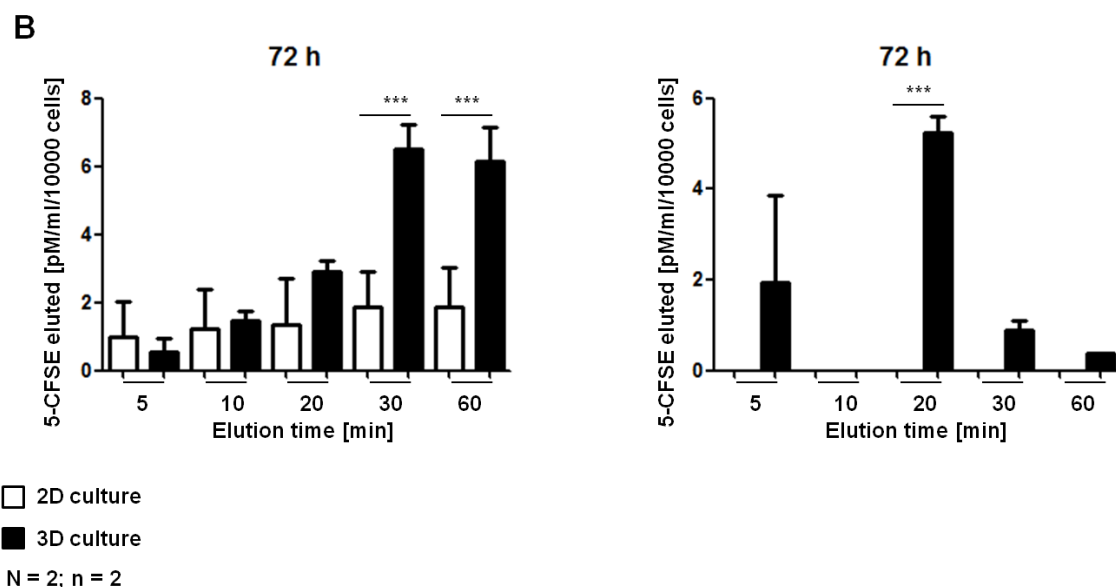 B
72 h
5-CFSE eluted [pM/ml/10000 cells]
8
6
4
2
0
***
***
5 10 20 30 60
Elution time [min]
72 h
5-CFSE eluted [pM/ml/10000 cells]
6
4
2
0
***
5 10 20 30 60
Elution time [min]
2D culture
3D culture
N = 2; n = 2